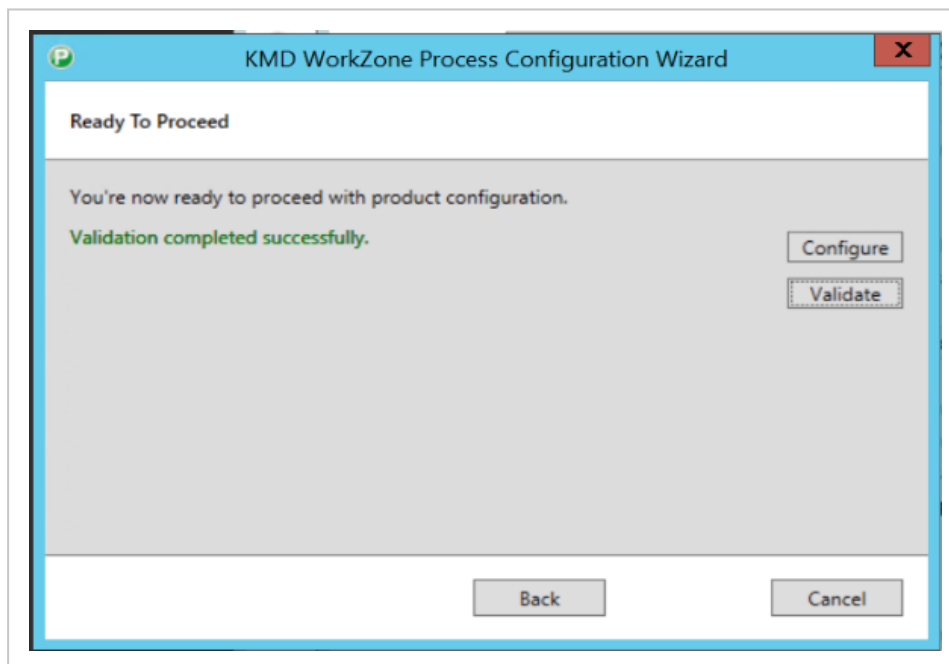 KMD WorkZone Process Configuration Wizard
X
Ready To Proceed
You're now ready to proceed with product configuration.
Validation completed successfully.
Configure
Validate
Back
Cancel